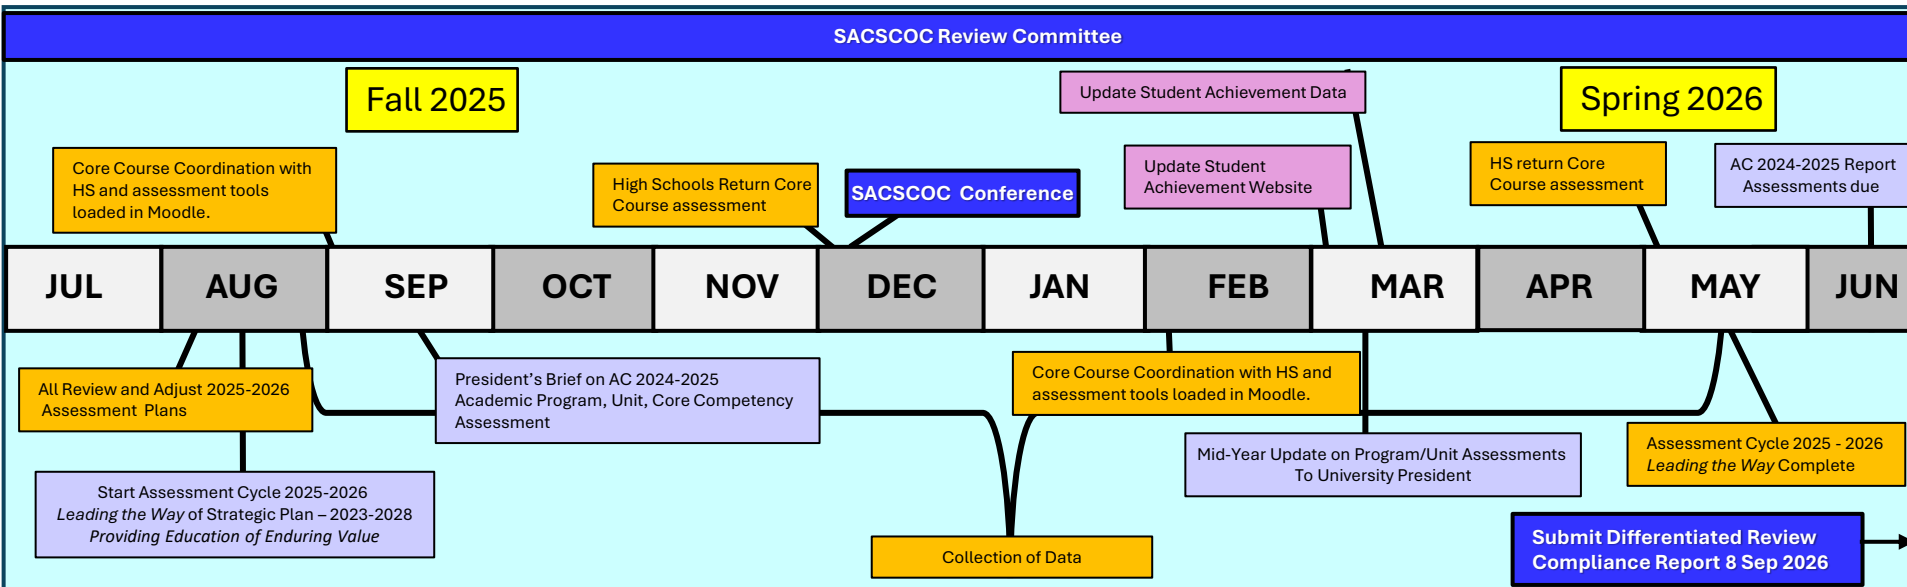 SACSCOC Review Committee
Fall 2025
Spring 2026
Update Student Achievement Data
Core Course Coordination with
HS and assessment tools
loaded in Moodle.
High Schools Return Core
Course assessment
SACSCOC Conference
Update Student
Achievement Website
HS return Core
Course assessment
AC 2024-2025 Report
Assessments due
JUL AUG SEP OCT NOV DEC JAN FEB MAR APR MAY JUN
All Review and Adjust 2025-2026
Assessment Plans
President’s Brief on AC 2024-2025
Academic Program, Unit, Core Competency
Assessment
Core Course Coordination with HS and
assessment tools loaded in Moodle.
Mid-Year Update on Program/Unit Assessments
To University President
Assessment Cycle 2025 - 2026
Leading the Way Complete
Start Assessment Cycle 2025-2026
Leading the Way of Strategic Plan – 2023-2028
Providing Education of Enduring Value
Collection of Data
Submit Differentiated Review
Compliance Report 8 Sep 2026